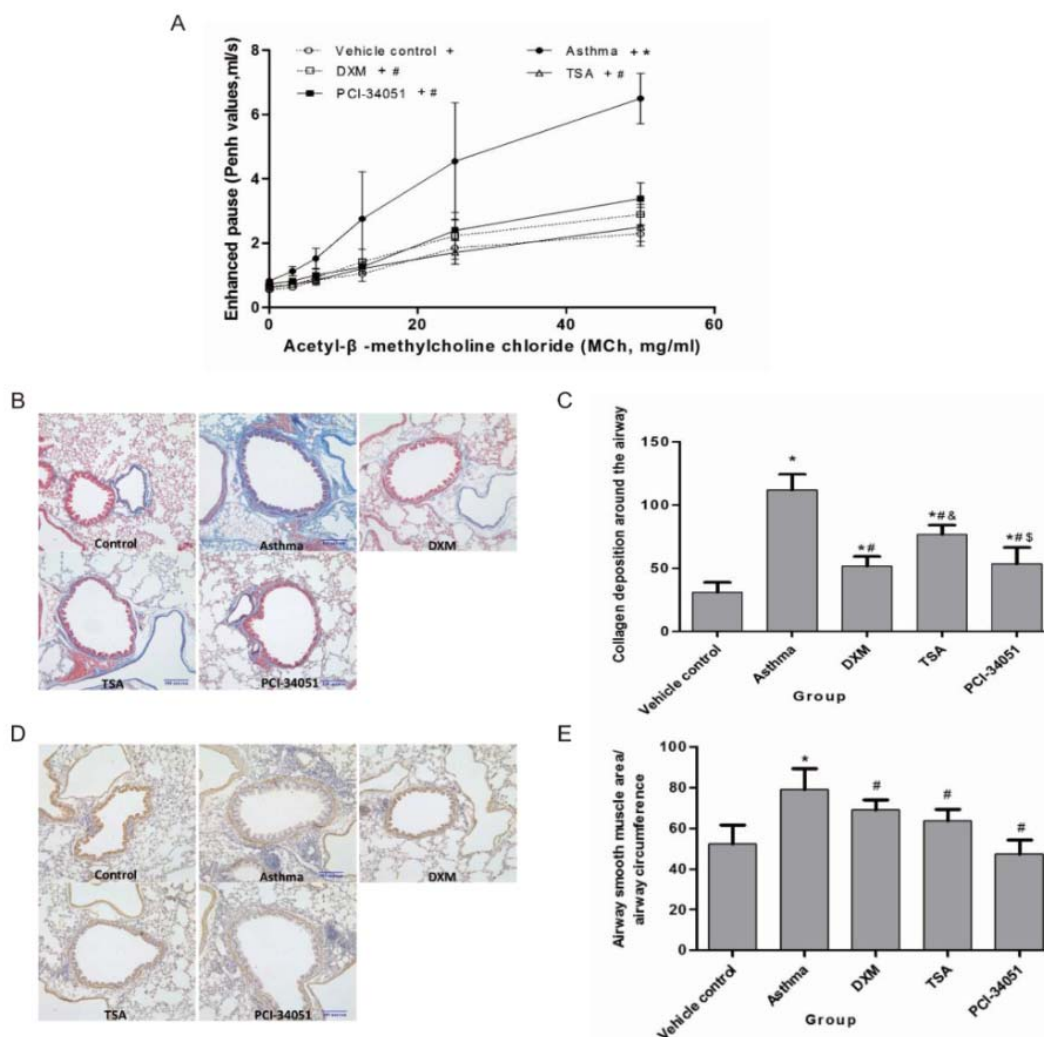 A
8
6
4
2
0
Enhanced pause (Penh values,ml/s)
Vehicle control +
DXM + #
PCI-34051 + #
Asthma + *
TSA + #
0 20 40 60
Acetyl-β -methylcholine chloride (MCh, mg/ml)
B
Control
Asthma
DXM
TSA
PCI-34051
C
Collagen deposition around the airway
150
100
50
0
*
*#
*#&
*#$
Vehicle control
Asthma
DXM
TSA
PCI-34051
Group
D
Control
Asthma
DXM
TSA
PCI-34051
E
Airway smooth muscle area/
airway circumference
100
80
60
40
20
0
*
#
#
#
Vehicle control
Asthma
DXM
TSA
PCI-34051
Group